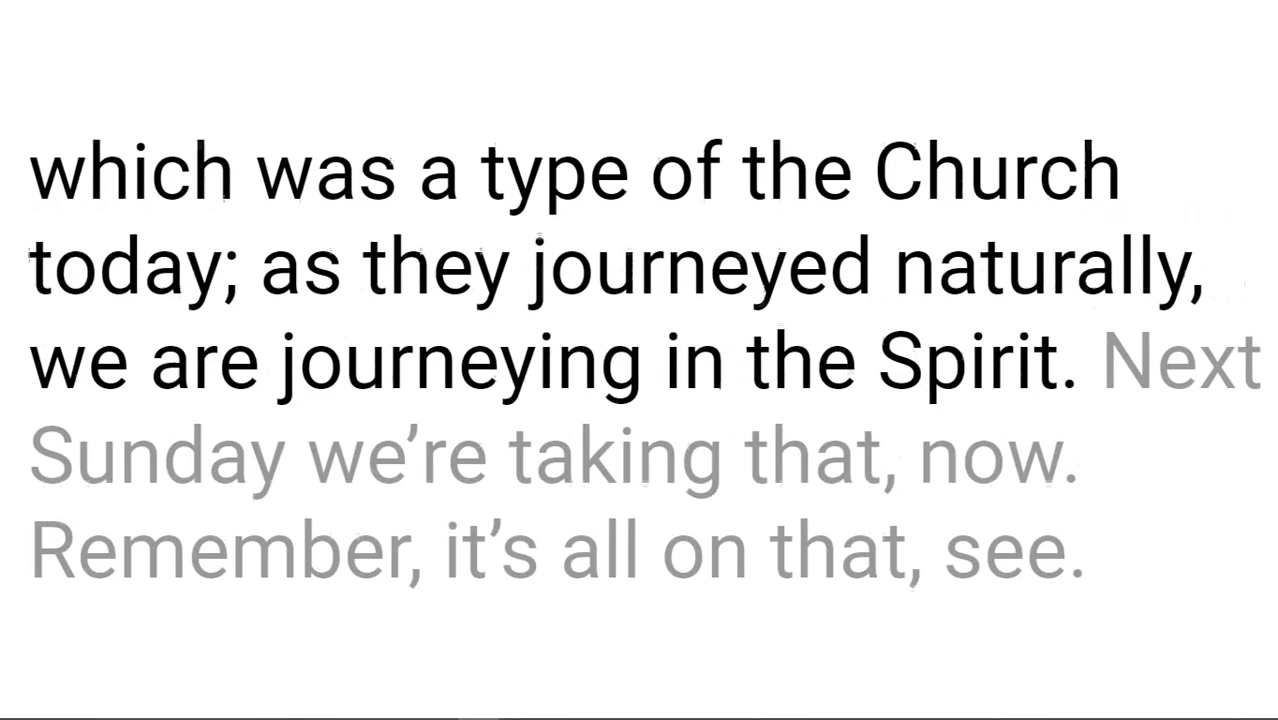 which was a type of the Church
today; as they journeyed naturally,
we are journeying in the Spirit. Next
Sunday we’re taking that, now.
Remember, it’s all on that, see.